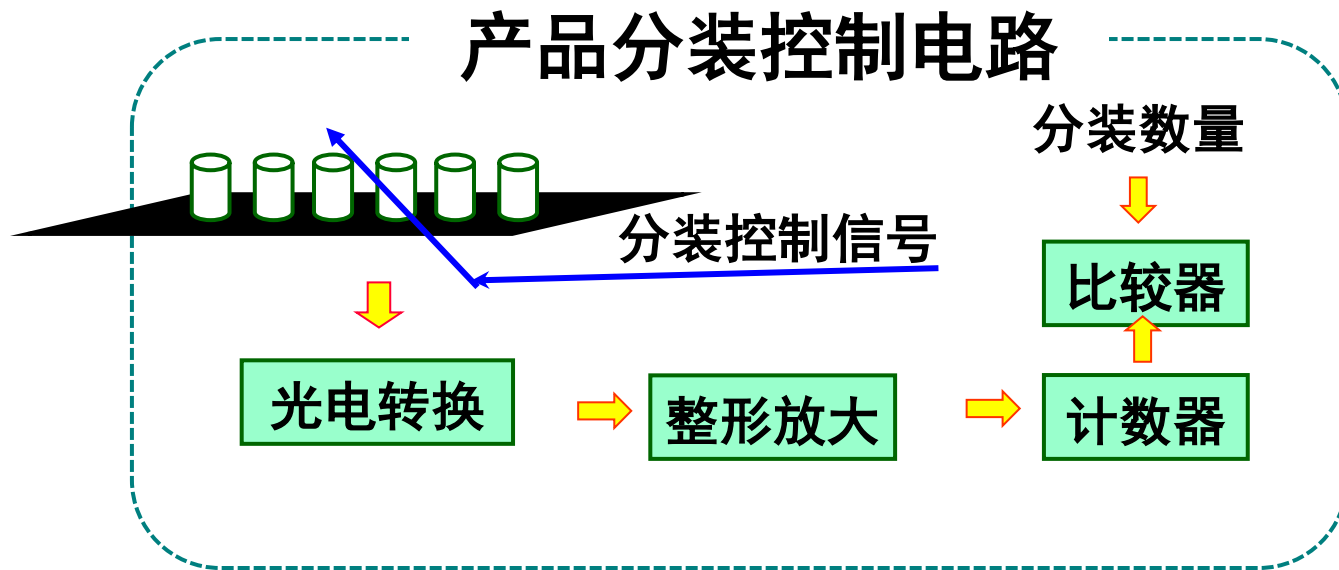 产品分装控制电路
分装数量
分装控制信号
比较器
光电转换
整形放大
计数器